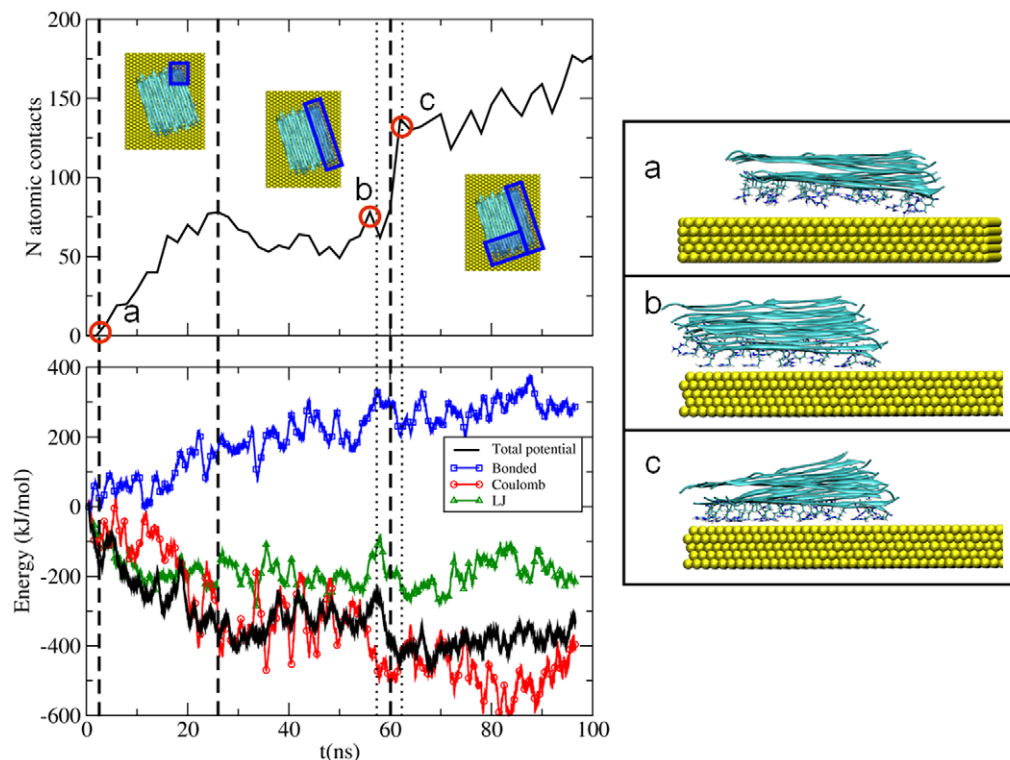 200
150
100
50
0
N atomic contacts
a
b
c
400
200
0
-200
-400
-600
Energy (kJ/mol)
Total potential
Bonded
Coulomb
LJ
0 20 40 60 80 100
t(ns)
a
b
c